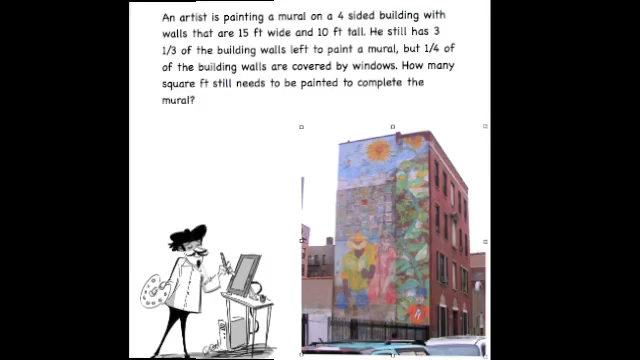 An artist is painting a mural on a 4 sided building with
walls that are 15 ft wide and 10 ft tall. He still has 3
1/3 of the building walls left to paint a mural, but 1/4 of
of the building walls are covered by windows. How many
square ft still needs to be painted to complete the
mural?